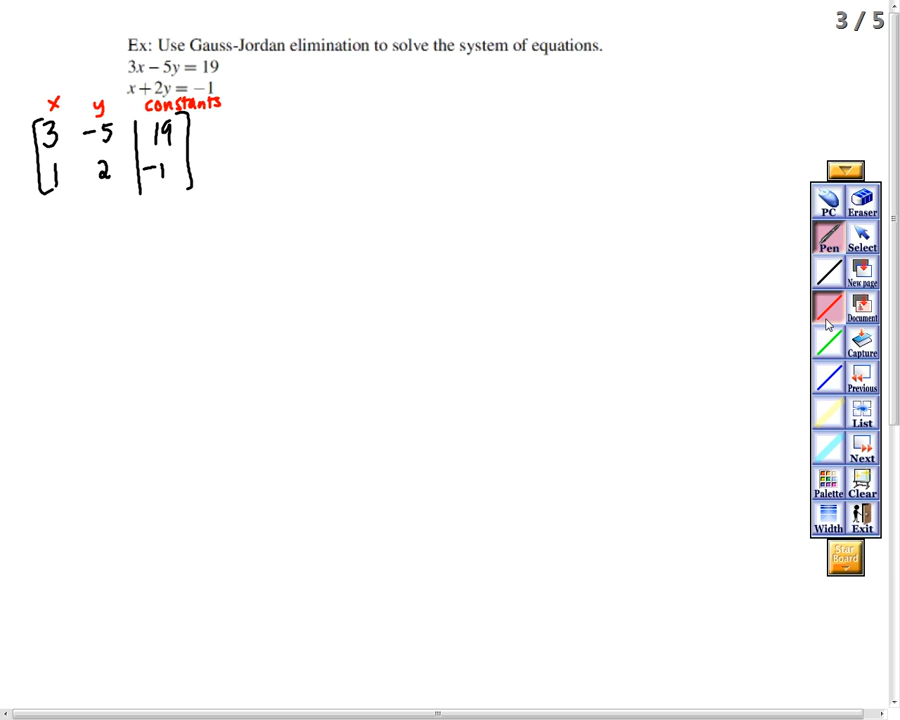 3 / 5
Ex: Use Gauss-Jordan elimination to solve the system of equations.
3x − 5y = 19
x + 2y = −1
x y constants
3 -5 | 19
1 2 | -1
PC Eraser
Pen Select
New page
Document
Capture
Previous
List
Next
Palette Clear
Width Exit
Star
Board